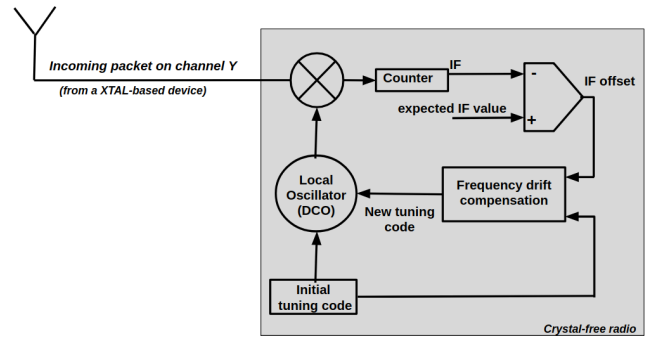 Incoming packet on channel Y
(from a XTAL-based device)
Counter
IF
-
expected IF value
+
IF offset
Local
Oscillator
(DCO)
New tuning
code
Frequency drift
compensation
Initial
tuning code
Crystal-free radio